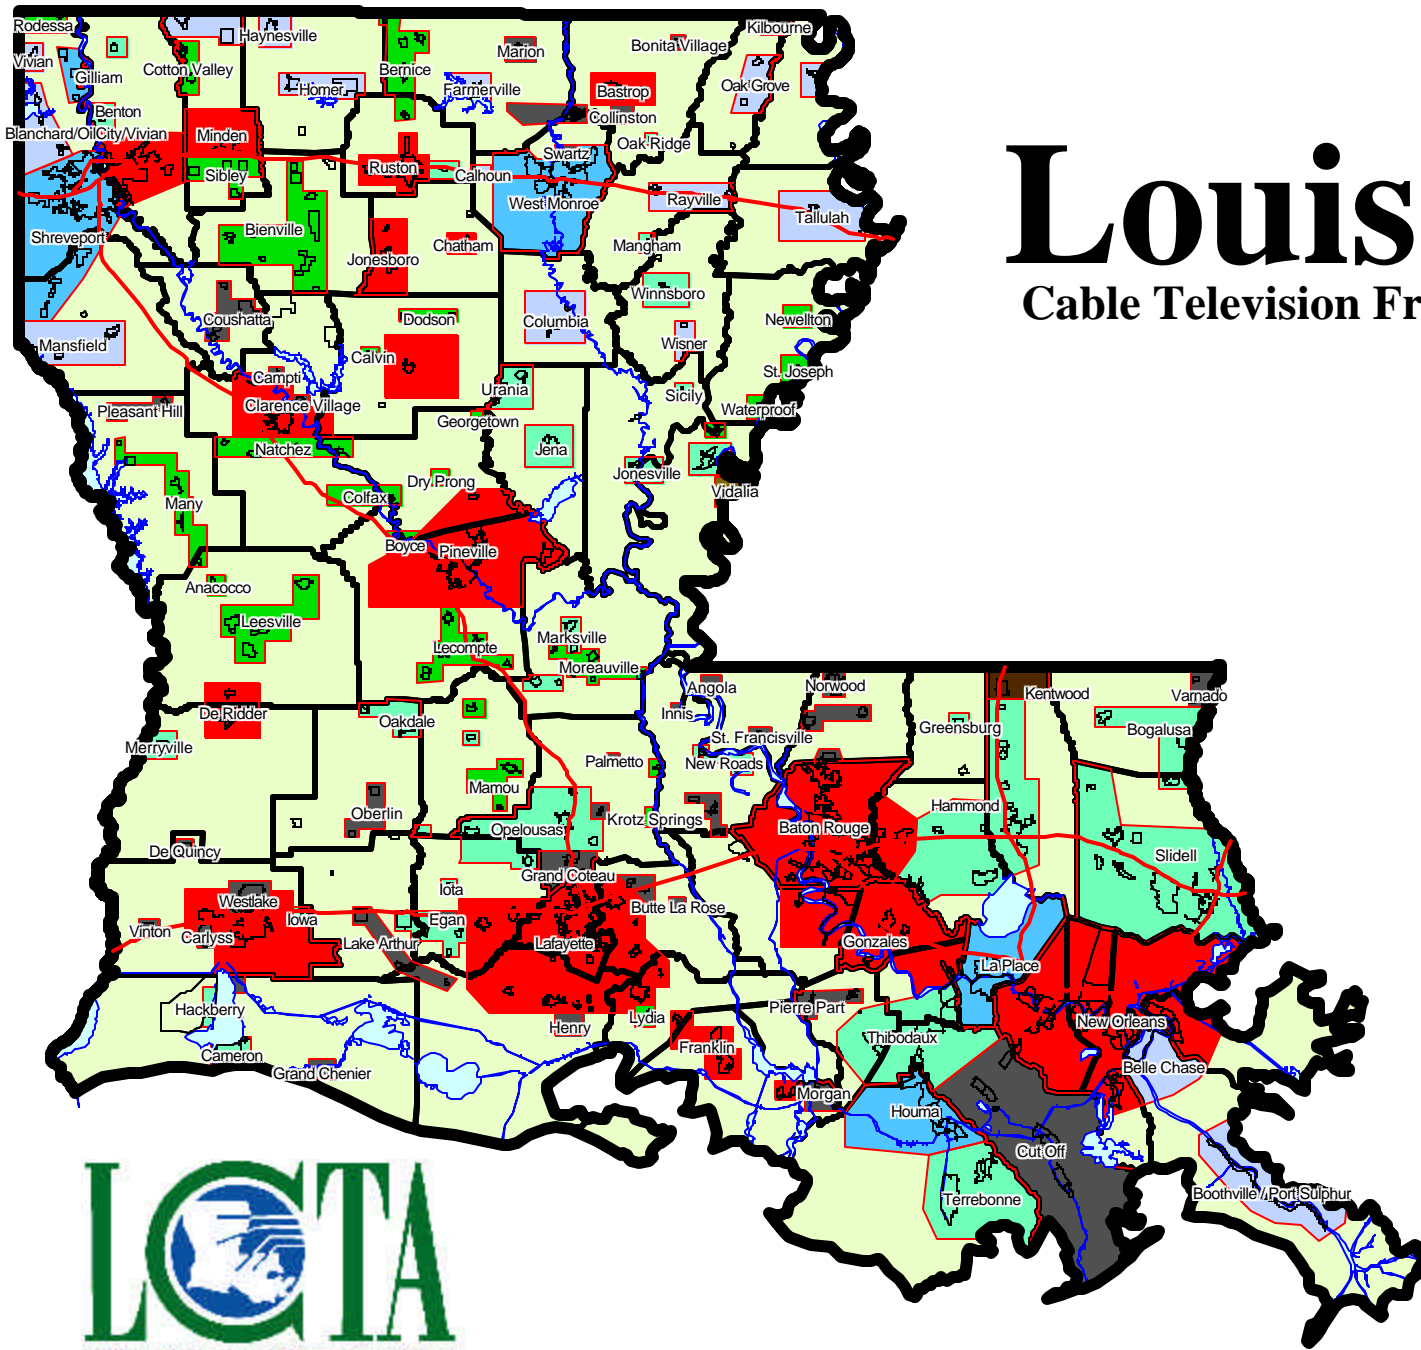 Louis
Cable Television Fr
Rodessa
Haynesville
Kilbourne
Vivian
Gilliam
Cotton Valley
Bernice
Marion
Bonita Village
Homer
Farmerville
Bastrop
Oak Grove
Benton
Collinston
Blanchard/OilCity/Vivian
Minden
Oak Ridge
Swartz
Ruston
Calhoun
Sibley
West Monroe
Rayville
Tallulah
Shreveport
Bienville
Jonesboro
Chatham
Mangham
Winnsboro
Coushatta
Dodson
Columbia
Newellton
Mansfield
Calvin
Wisner
Campti
Urania
St. Joseph
Pleasant Hill
Clarence Village
Sicily
Waterproof
Georgetown
Natchez
Jena
Dry Prong
Jonesville
Vidalia
Many
Colfax
Boyce
Pineville
Anacocco
Leesville
Lecompte
Marksville
Moreauville
Angola
Norwood
Kentwood
Varnado
De Ridder
Oakdale
Innis
Greensburg
Bogalusa
Merryville
St. Francisville
Palmetto
New Roads
Mamou
Oberlin
Hammond
Opelousas
Krotz Springs
Baton Rouge
De Quincy
Slidell
Grand Coteau
Iota
Westlake
Butte La Rose
Iowa
Egan
Vinton
Carlyss
Lake Arthur
Lafayette
Gonzales
La Place
Hackberry
Pierre Part
Henry
Lydia
New Orleans
Cameron
Franklin
Thibodaux
Grand Chenier
Belle Chase
Morgan
Houma
Cut Off
Terrebonne
Boothville / Port Sulphur
LCTA